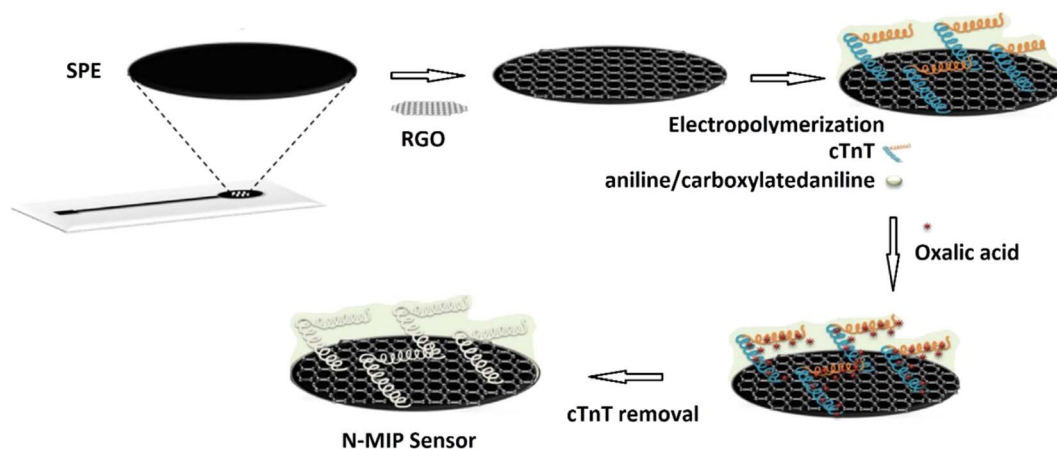 SPE
RGO
Electropolymerization
cTnT
aniline/carboxylatedaniline
Oxalic acid
cTnT removal
N-MIP Sensor